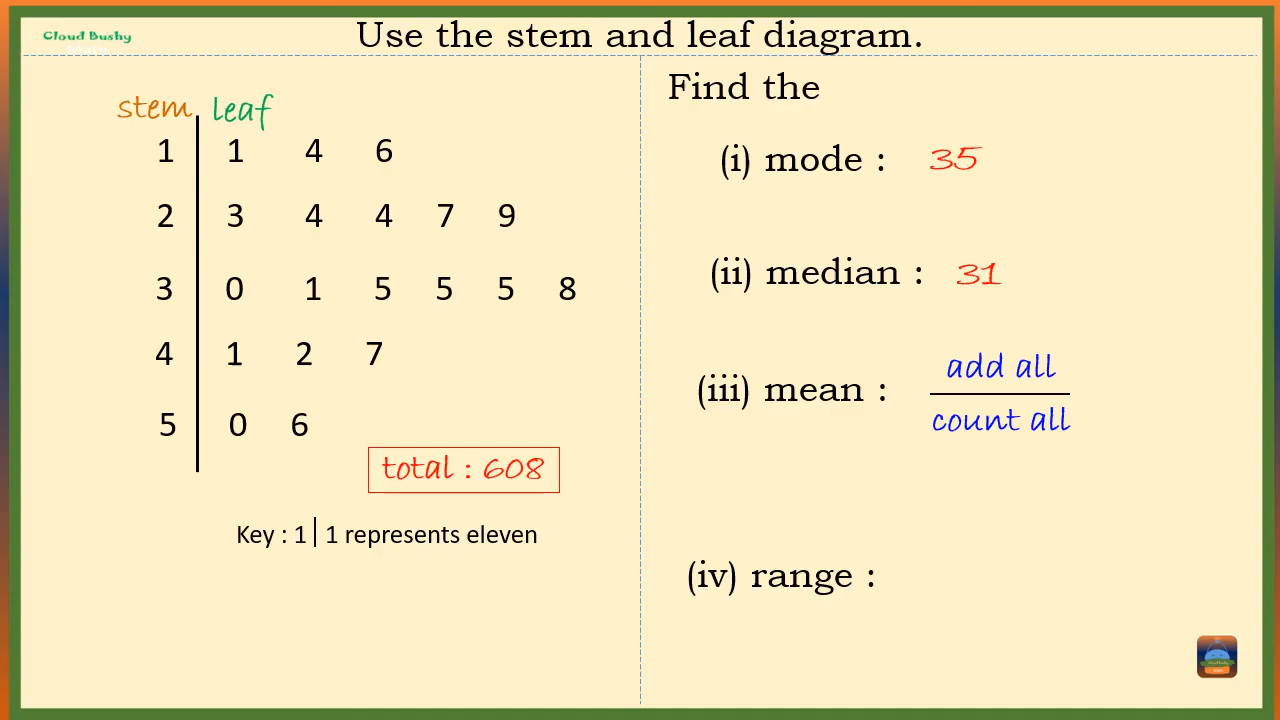 Cloud Bushy
Math
Use the stem and leaf diagram.
stem leaf
1 1 4 6
2 3 4 4 7 9
3 0 1 5 5 5 8
4 1 2 7
5 0 6
total : 608
Key : 1 | 1 represents eleven
Find the
(i) mode : 35
(ii) median : 31
(iii) mean : add all
count all
(iv) range :